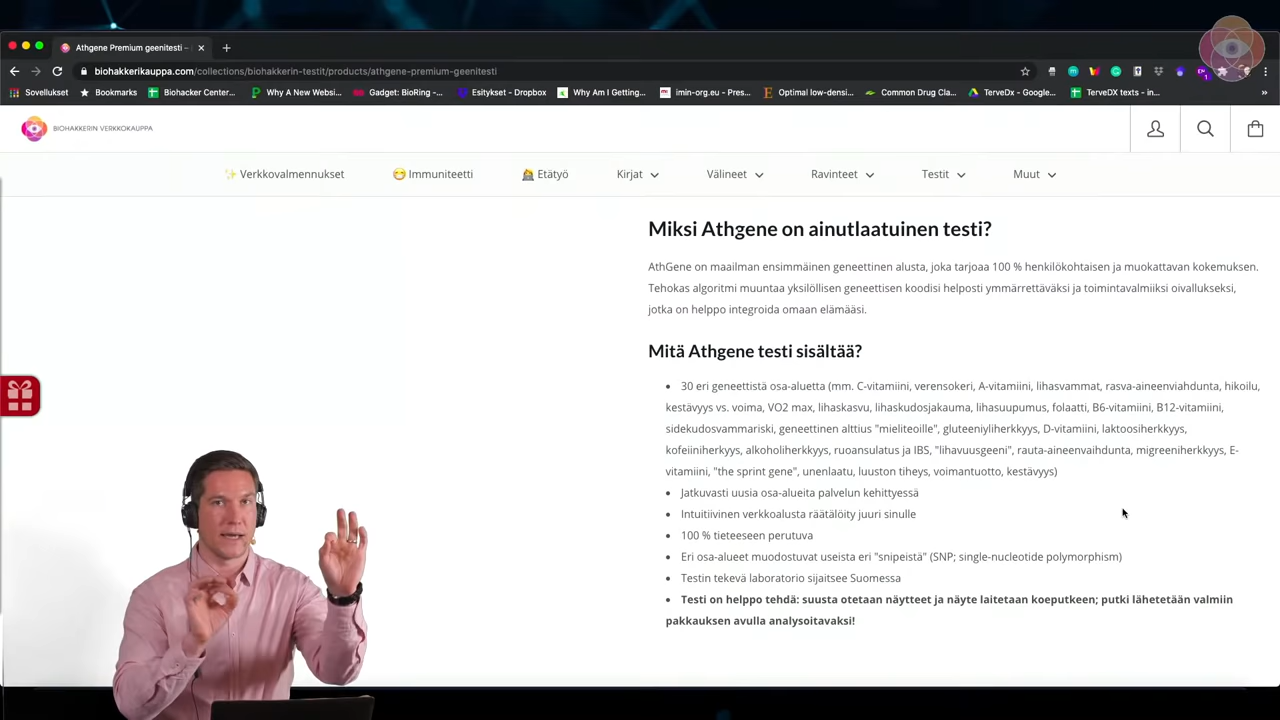 Athgene Premium geenitesti –
biohakkerikauppa.com/collections/biohakkerin-testit/products/athgene-premium-geenitesti
Sovellukset Bookmarks Biohacker Center... Why A New Websi... Gadget: BioRing -... Esitykset - Dropbox Why Am I Getting... imin-org.eu - Pres... Optimal low-densi... Common Drug Cla... TerveDx - Google... TerveDX texts - in...
BIOHAKKERIN VERKKOKAUPPA
Verkkovalmennukset Immuniteetti Etätyö Kirjat Välineet Ravinteet Testit Muut
Miksi Athgene on ainutlaatuinen testi?
AthGene on maailman ensimmäinen geneettinen alusta, joka tarjoaa 100 % henkilökohtaisen ja muokattavan kokemuksen.
Tehokas algoritmi muuntaa yksilöllisen geneettisen koodisi helposti ymmärrettäväksi ja toimintavalmiiksi oivallukseksi,
jotka on helppo integroida omaan elämääsi.
Mitä Athgene testi sisältää?
30 eri geneettistä osa-aluetta (mm. C-vitamiini, verensokeri, A-vitamiini, lihasvammat, rasva-aineenviahdunta, hikoilu,
kestävyys vs. voima, VO2 max, lihaskasvu, lihaskudosjakauma, lihasuupumus, folaatti, B6-vitamiini, B12-vitamiini,
sidekudosvammariski, geneettinen alttius "mieliteoille", gluteeniyliherkkyys, D-vitamiini, laktoosiherkkyys,
kofeiiniherkyys, alkoholiherkkyys, ruoansulatus ja IBS, "lihavuusgeeni", rauta-aineenvaihdunta, migreeniherkkyys, E-
vitamiini, "the sprint gene", unenlaatu, luuston tiheys, voimantuotto, kestävyys)
Jatkuvasti uusia osa-alueita palvelun kehittyessä
Intuitiivinen verkkoalusta räätälöity juuri sinulle
100 % tieteeseen perutuva
Eri osa-alueet muodostuvat useista eri "snipeistä" (SNP; single-nucleotide polymorphism)
Testin tekevä laboratorio sijaitsee Suomessa
Testi on helppo tehdä: suusta otetaan näytteet ja näyte laitetaan koeputkeen; putki lähetetään valmiin
pakkauksen avulla analysoitavaksi!